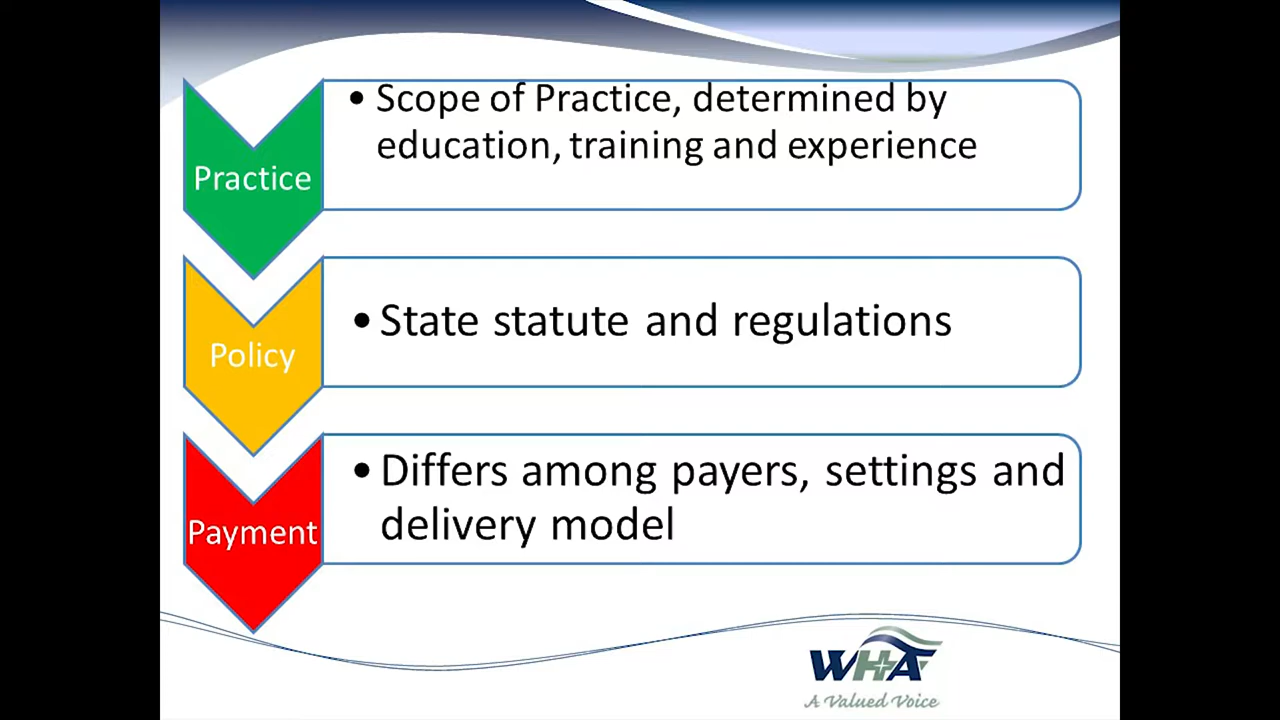 Practice
• Scope of Practice, determined by
education, training and experience
Policy
• State statute and regulations
Payment
• Differs among payers, settings and
delivery model
WHA
A Valued Voice